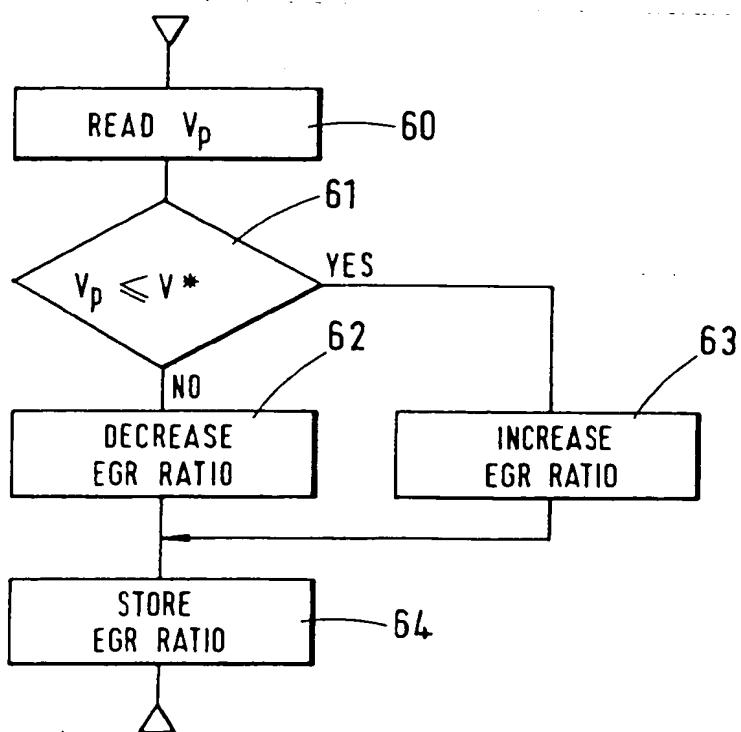 READ Vp
60
61
Vp ⩽ V*
YES
62
63
NO
DECREASE
EGR RATIO
INCREASE
EGR RATIO
STORE
EGR RATIO
64